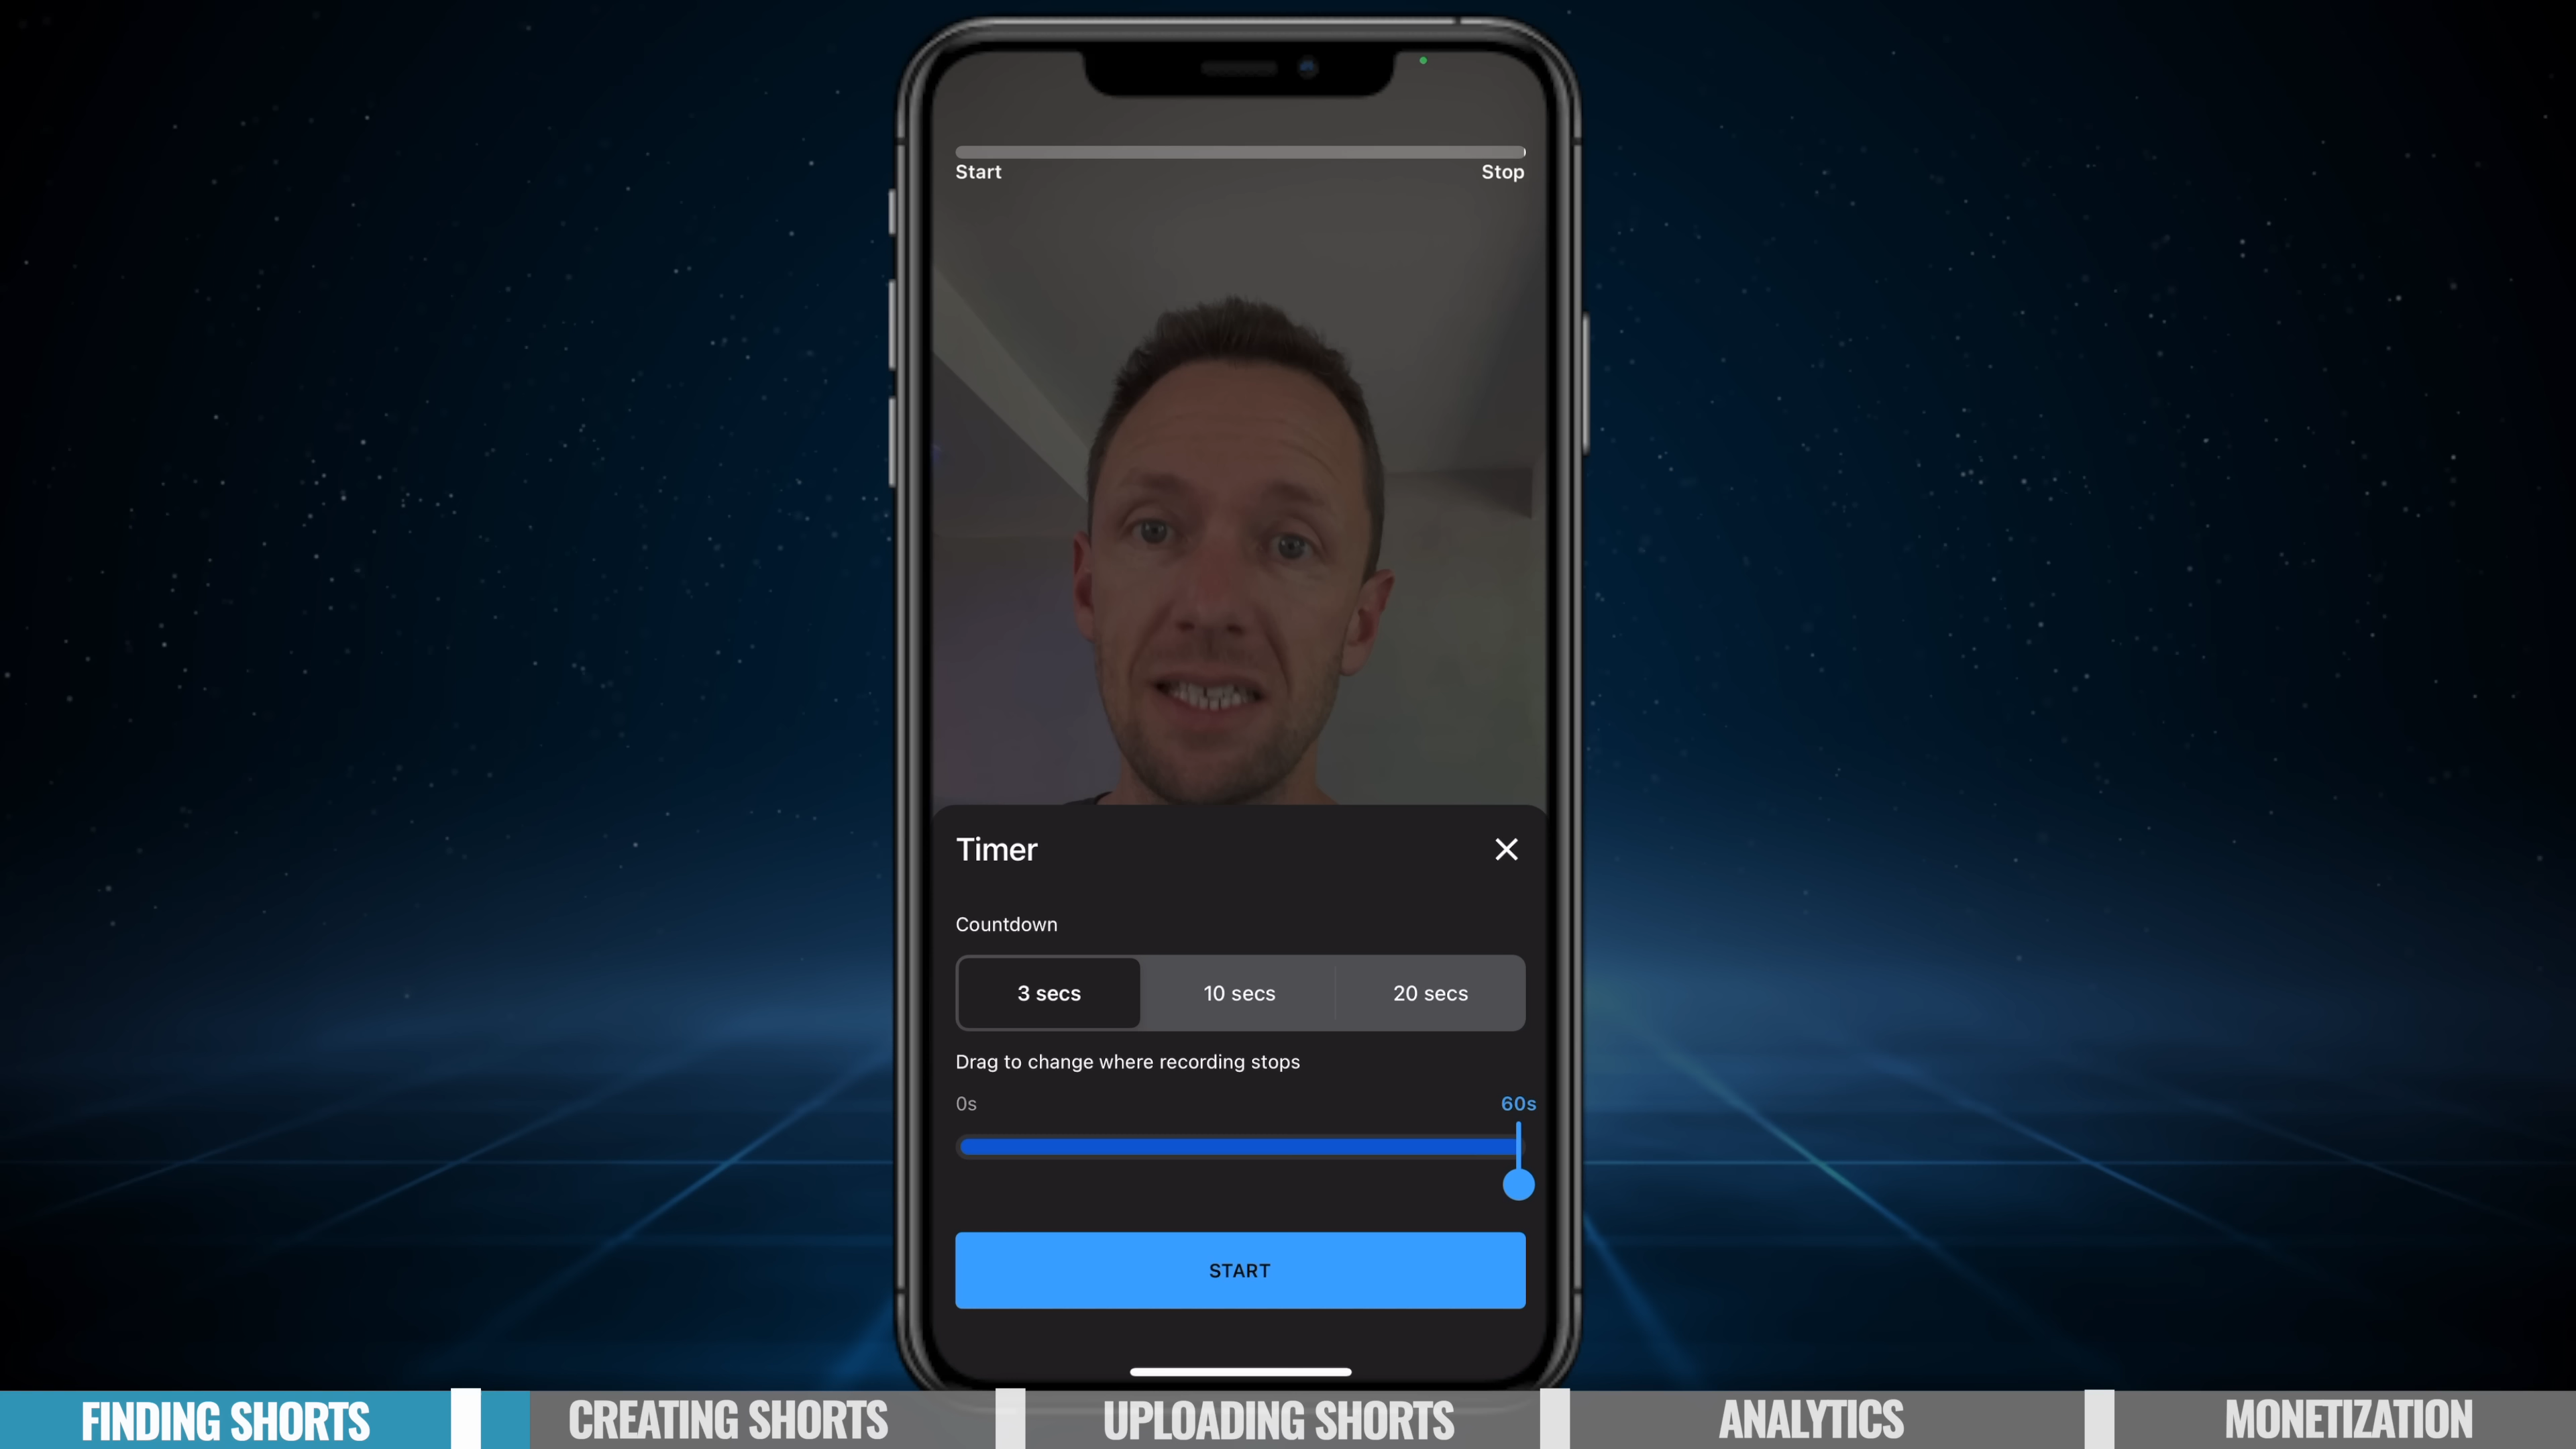 Start
Stop
Timer
Countdown
3 secs
10 secs
20 secs
Drag to change where recording stops
0s
60s
START
FINDING SHORTS
CREATING SHORTS
UPLOADING SHORTS
ANALYTICS
MONETIZATION